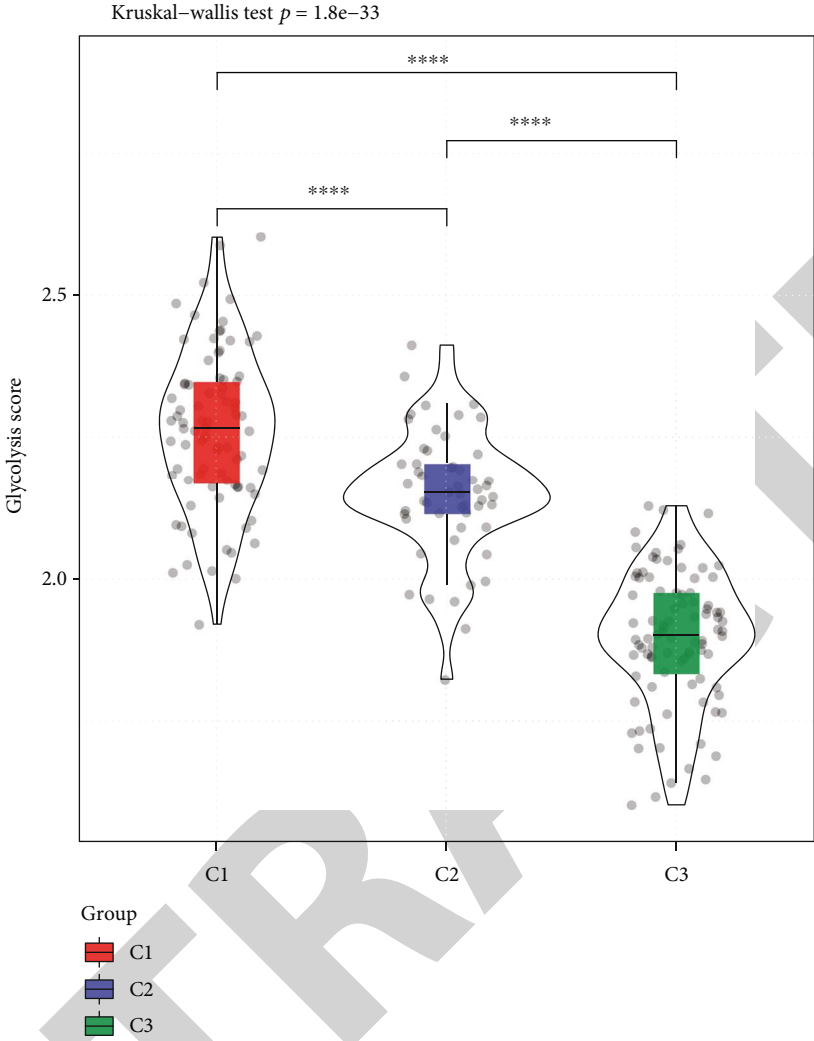 Kruskal−wallis test p = 1.8e−33
****
****
****
2.5
2.0
Glycolysis score
C1 C2 C3
Group
C1
C2
C3